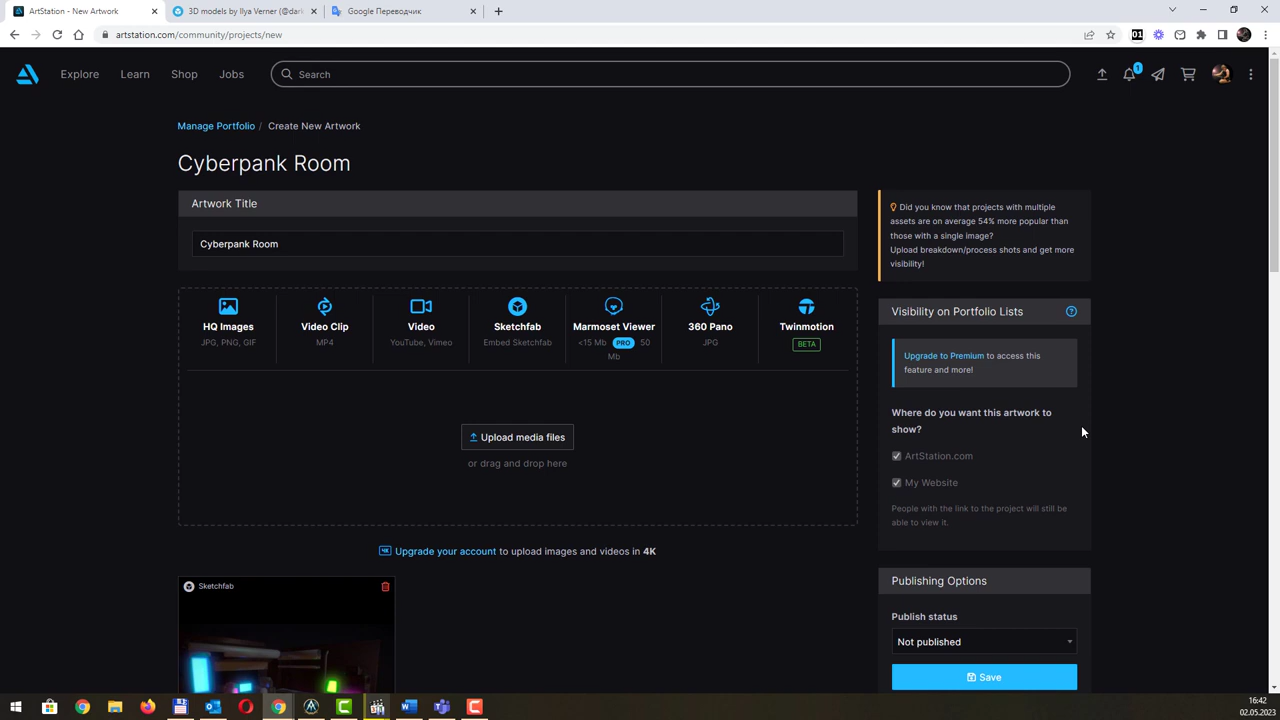 ArtStation - New Artwork
3D models by Ilya Verner (@dark
Google Переводчик
artstation.com/community/projects/new
01
Explore
Learn
Shop
Jobs
Search
1
Manage Portfolio / Create New Artwork
Cyberpank Room
Artwork Title
Cyberpank Room
HQ Images
JPG, PNG, GIF
Video Clip
MP4
Video
YouTube, Vimeo
Sketchfab
Embed Sketchfab
Marmoset Viewer
<15 Mb PRO 50
Mb
360 Pano
JPG
Twinmotion
BETA
Upload media files
or drag and drop here
4K Upgrade your account to upload images and videos in 4K
Sketchfab
Did you know that projects with multiple
assets are on average 54% more popular than
those with a single image?
Upload breakdown/process shots and get more
visibility!
Visibility on Portfolio Lists
?
Upgrade to Premium to access this
feature and more!
Where do you want this artwork to
show?
ArtStation.com
My Website
People with the link to the project will still be
able to view it.
Publishing Options
Publish status
Not published
Save
16:42
02.05.2023